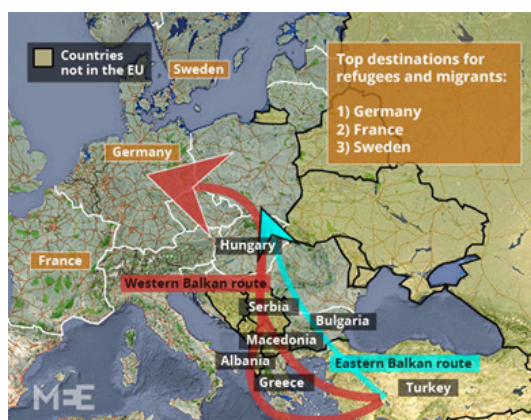 Countries
not in the EU
Sweden
Top destinations for
refugees and migrants:
1) Germany
2) France
3) Sweden
Germany
Hungary
France
Western Balkan route
Serbia
Bulgaria
Macedonia
Albania
Eastern Balkan route
Greece
Turkey
MEE